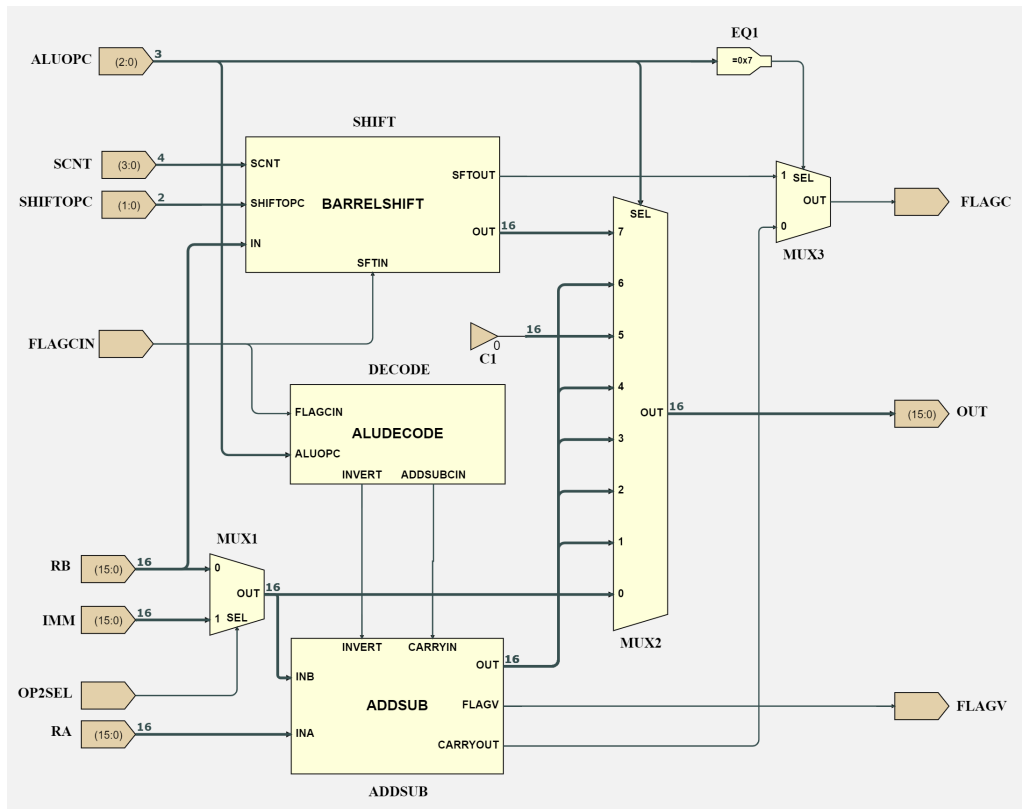 EQ1
ALUOPC (2:0) 3 =0x7
SHIFT
SCNT (3:0) 4 SCNT SFTOUT 1 SEL
SHIFTOPC (1:0) 2 SHIFTOPC BARRELSHIFT OUT FLAGC
SEL
OUT 16 7 0
IN
MUX3
SFTIN
6
16 5
FLAGCIN 0
C1
DECODE
4
FLAGCIN OUT 16 (15:0) OUT
ALUDECODE 3
ALUOPC
INVERT ADDSUBCIN
2
MUX1 1
RB (15:0) 16 0
OUT 16 0
IMM (15:0) 16 1 SEL
MUX2
INVERT CARRYIN
OUT 16
INB
OP2SEL
ADDSUB FLAGV FLAGV
RA (15:0) 16 INA
CARRYOUT
ADDSUB